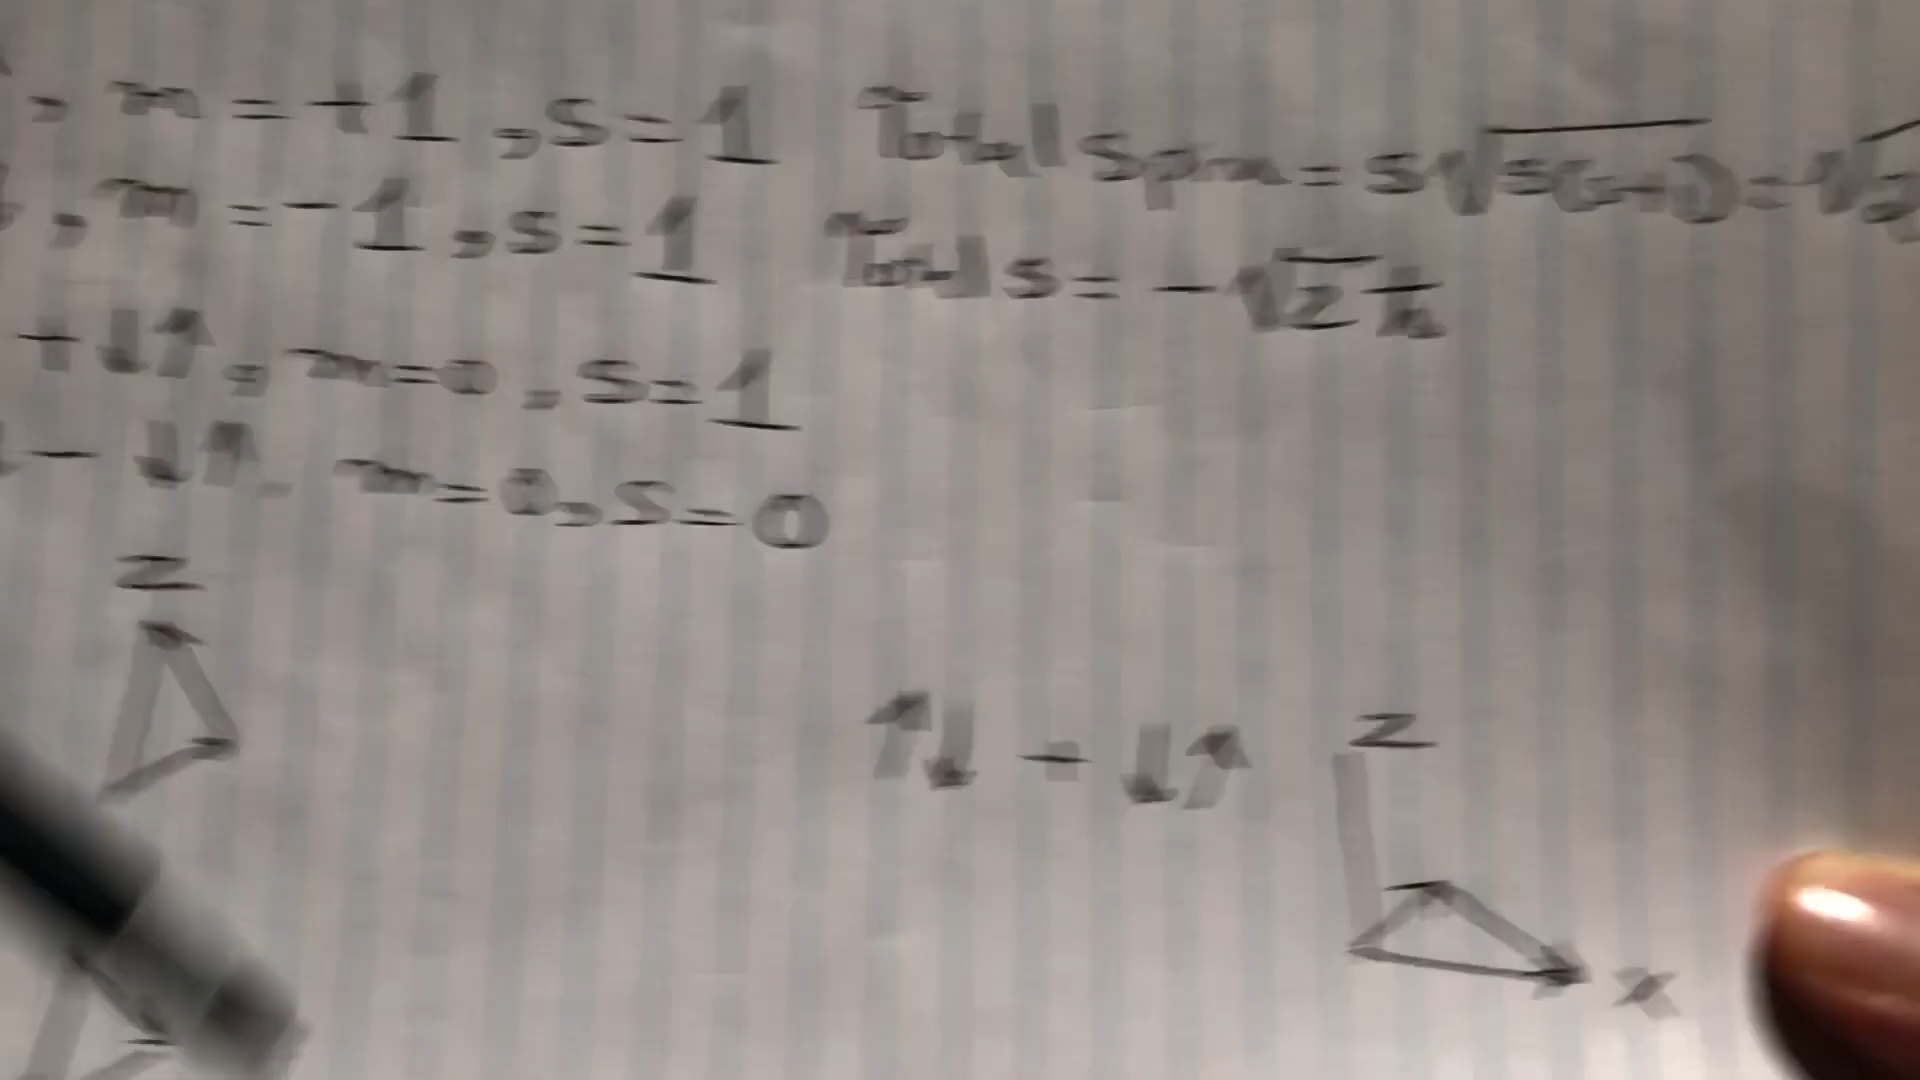 , m = +1 , s = 1 Total spin = s√s(s+1) = √2
, m = -1 , s = 1 Total s = -√2 ħ
+ ↓↑ , m=0 , s = 1
- ↓↑ m=0, s=0
z
↑↓ - ↓↑ z
x